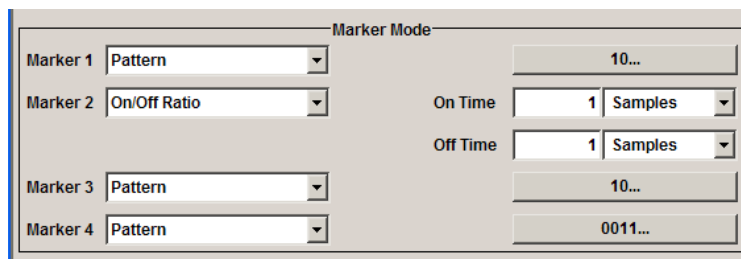 Marker Mode
Marker 1 Pattern 10...
Marker 2 On/Off Ratio On Time 1 Samples
Off Time 1 Samples
Marker 3 Pattern 10...
Marker 4 Pattern 0011...